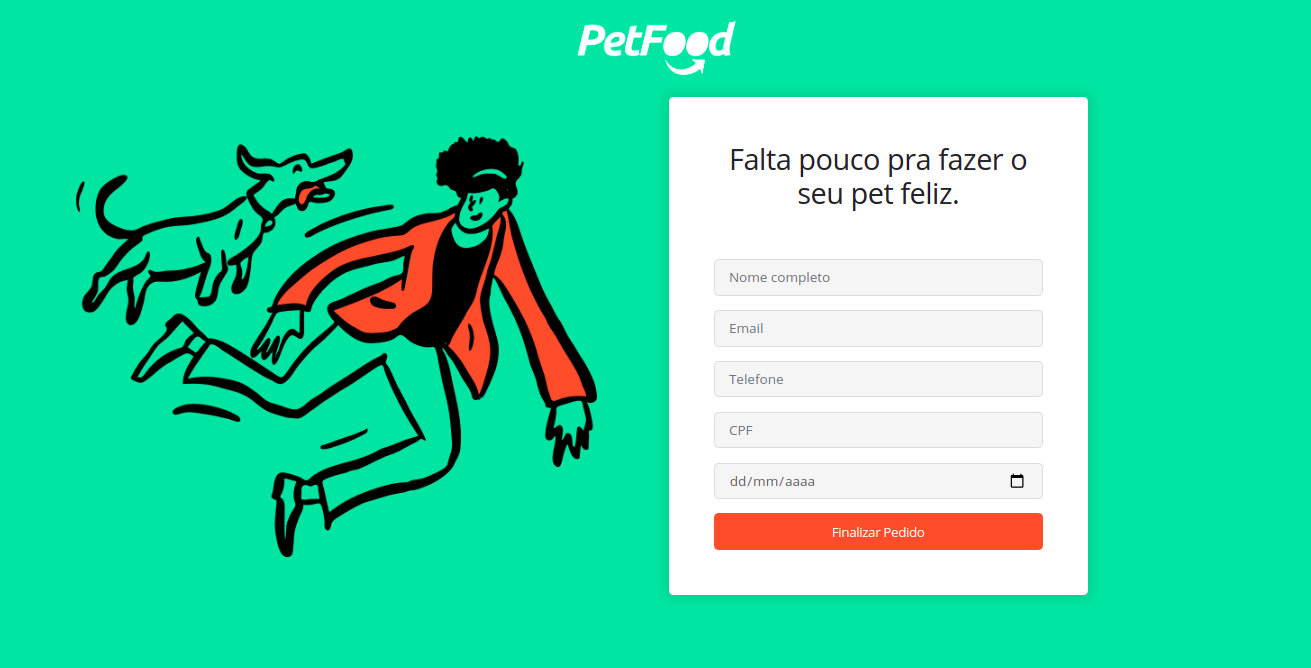 PetFood
Falta pouco pra fazer o
seu pet feliz.
Nome completo
Email
Telefone
CPF
dd/mm/aaaa
Finalizar Pedido